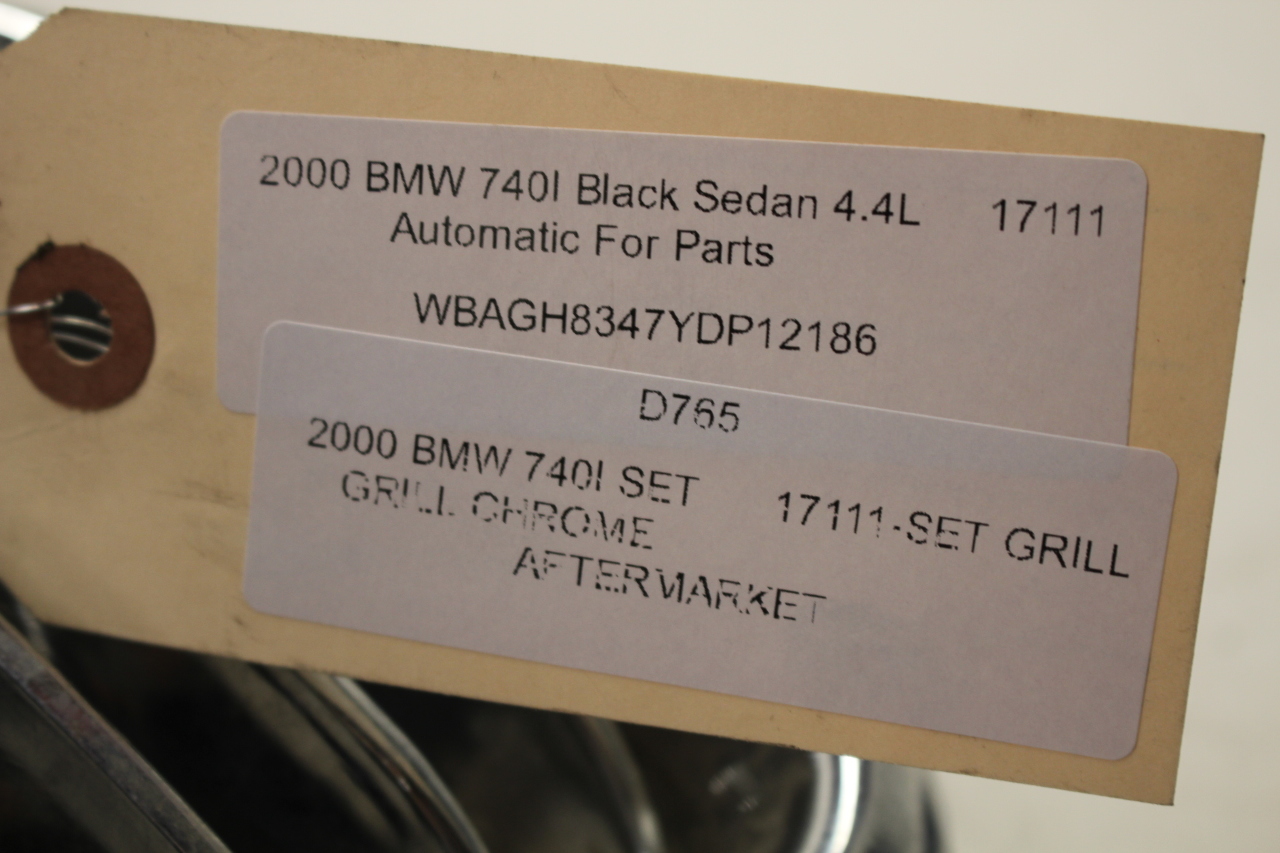 2000 BMW 740I Black Sedan 4.4L 17111
Automatic For Parts
WBAGH8347YDP12186
D765
2000 BMW 740I SET 17111-SET GRILL
GRILL CHROME
AFTERMARKET